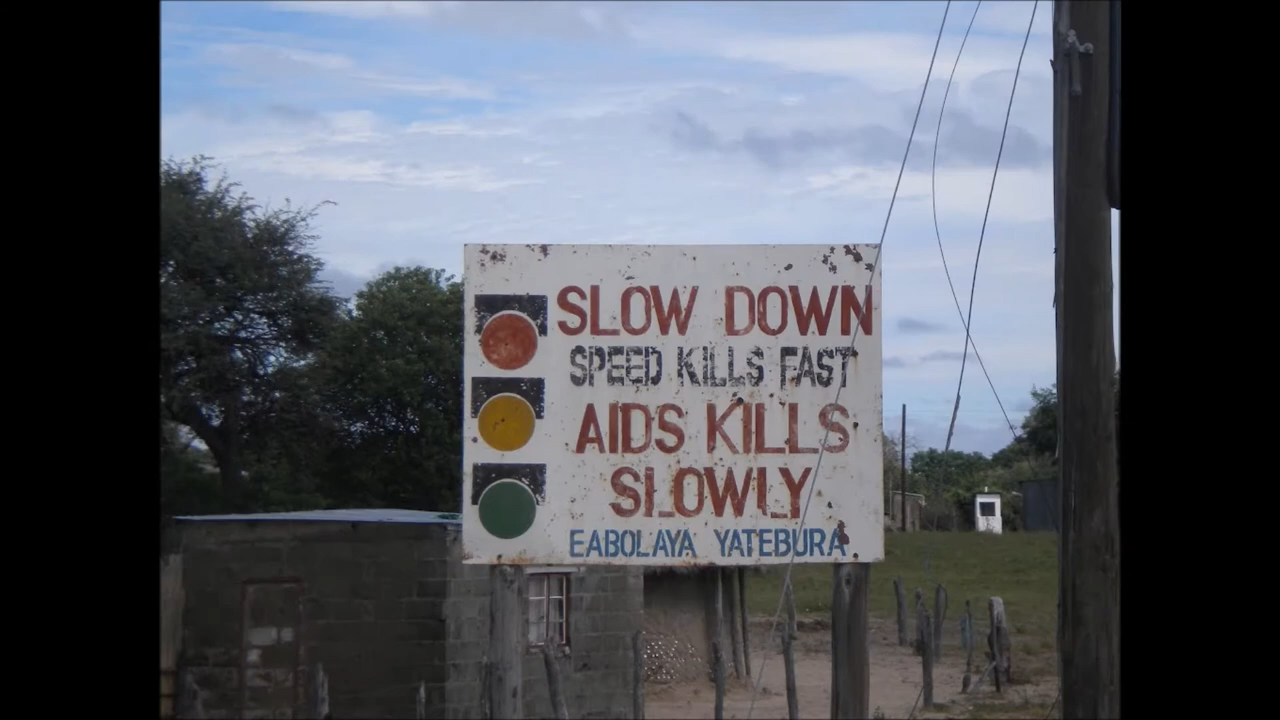 SLOW DOWN
SPEED KILLS FAST
AIDS KILLS
SLOWLY
EABOLAYA YATEBURA